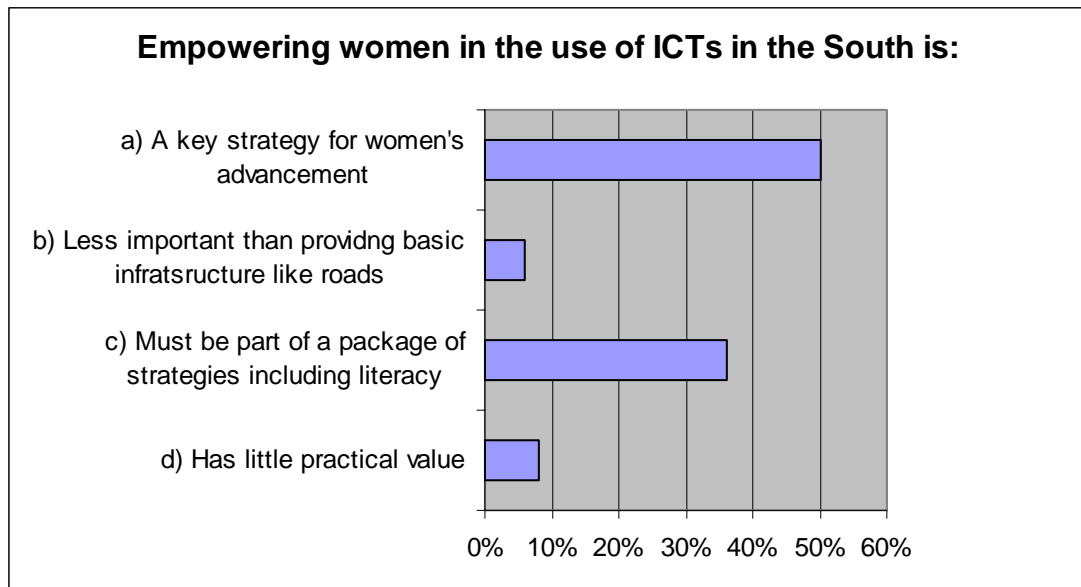 Empowering women in the use of ICTs in the South is:
a) A key strategy for women's
advancement
b) Less important than providng basic
infratsructure like roads
c) Must be part of a package of
strategies including literacy
d) Has little practical value
0% 10% 20% 30% 40% 50% 60%